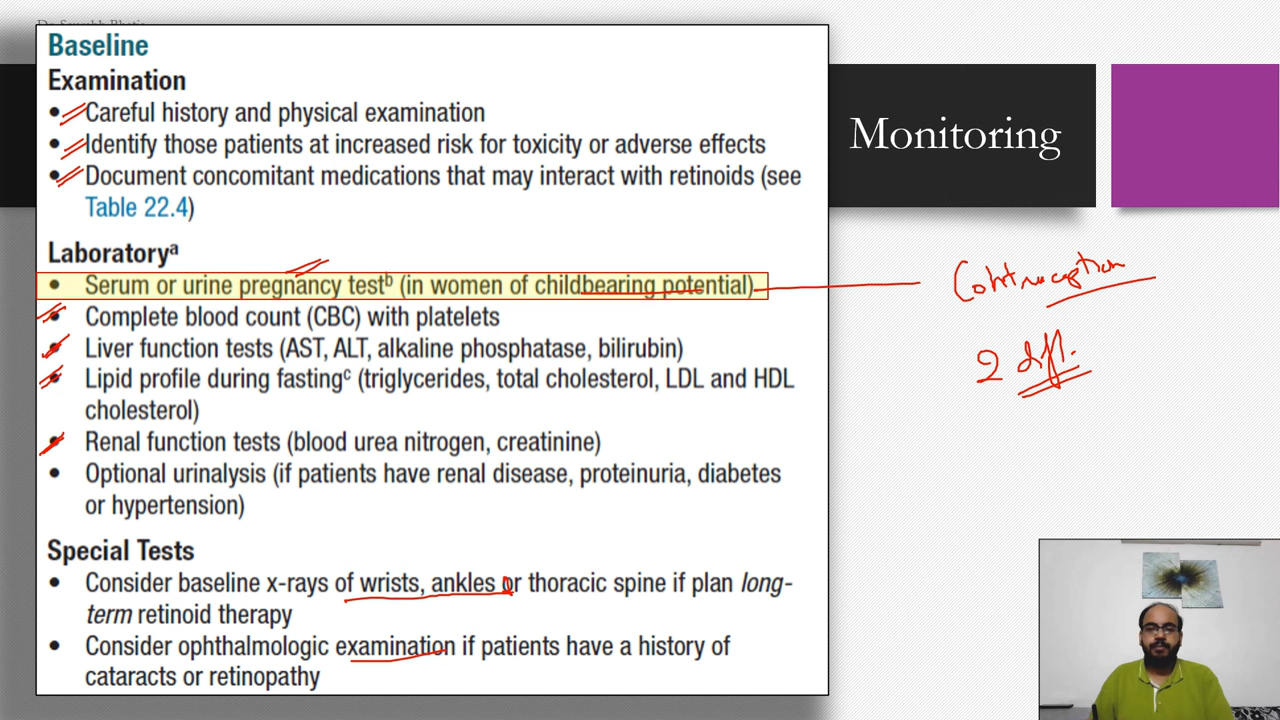 Dr. Saurabh Bhatia
Baseline
Examination
• Careful history and physical examination
• Identify those patients at increased risk for toxicity or adverse effects
• Document concomitant medications that may interact with retinoids (see
Table 22.4)
Laboratoryᵃ
• Serum or urine pregnancy testᵇ (in women of childbearing potential)
• Complete blood count (CBC) with platelets
• Liver function tests (AST, ALT, alkaline phosphatase, bilirubin)
• Lipid profile during fastingᶜ (triglycerides, total cholesterol, LDL and HDL
cholesterol)
• Renal function tests (blood urea nitrogen, creatinine)
• Optional urinalysis (if patients have renal disease, proteinuria, diabetes
or hypertension)
Special Tests
• Consider baseline x-rays of wrists, ankles or thoracic spine if plan long-
term retinoid therapy
• Consider ophthalmologic examination if patients have a history of
cataracts or retinopathy
Monitoring
Contraception
2 diff.